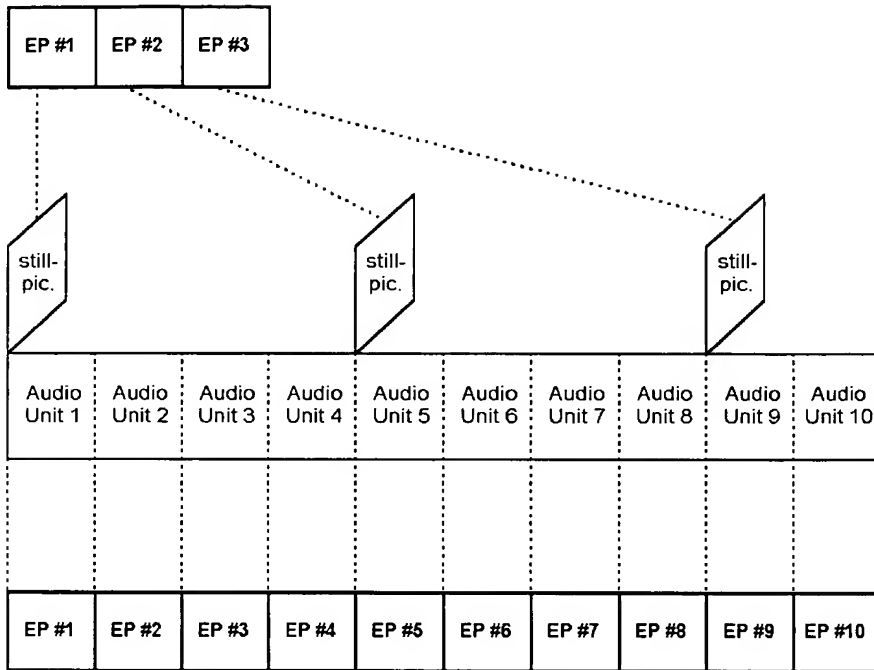 EP #1 EP #2 EP #3
still-
pic.
still-
pic.
still-
pic.
Audio
Unit 1
Audio
Unit 2
Audio
Unit 3
Audio
Unit 4
Audio
Unit 5
Audio
Unit 6
Audio
Unit 7
Audio
Unit 8
Audio
Unit 9
Audio
Unit 10
EP #1 EP #2 EP #3 EP #4 EP #5 EP #6 EP #7 EP #8 EP #9 EP #10